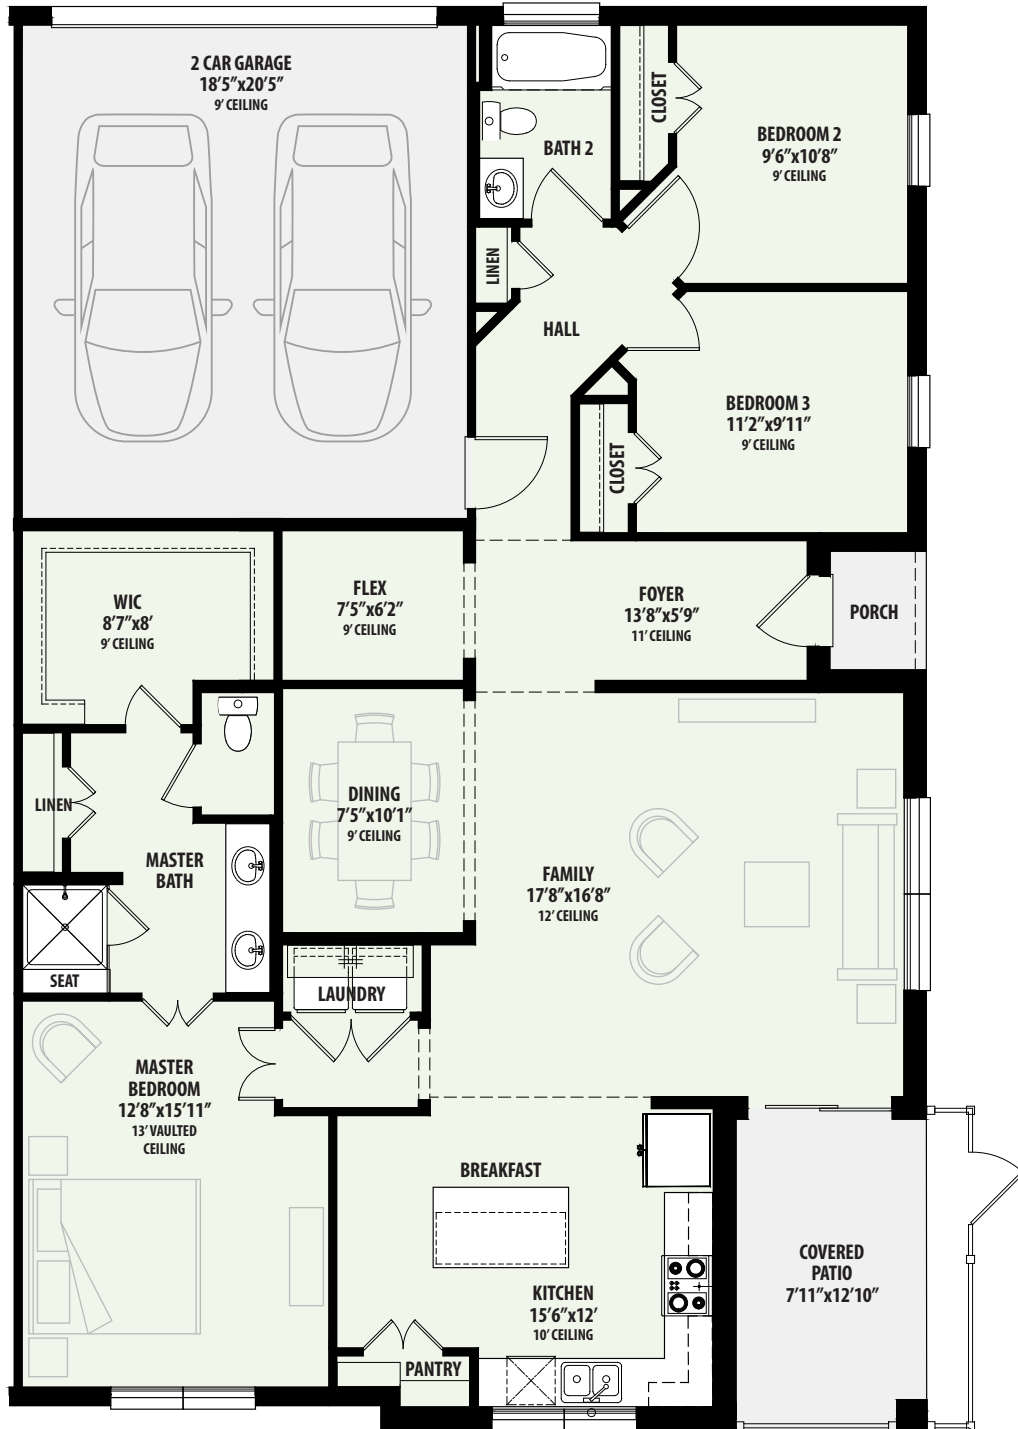 2 CAR GARAGE
18'5"x20'5"
9' CEILING
BATH 2
CLOSET
BEDROOM 2
9'6"x10'8"
9' CEILING
LINEN
HALL
BEDROOM 3
11'2"x9'11"
9' CEILING
CLOSET
WIC
8'7"x8'
9' CEILING
FLEX
7'5"x6'2"
9' CEILING
FOYER
13'8"x5'9"
11' CEILING
PORCH
LINEN
DINING
7'5"x10'1"
9' CEILING
MASTER
BATH
FAMILY
17'8"x16'8"
12' CEILING
SEAT
LAUNDRY
MASTER
BEDROOM
12'8"x15'11"
13' VAULTED
CEILING
BREAKFAST
KITCHEN
15'6"x12'
10' CEILING
PANTRY
COVERED
PATIO
7'11"x12'10"